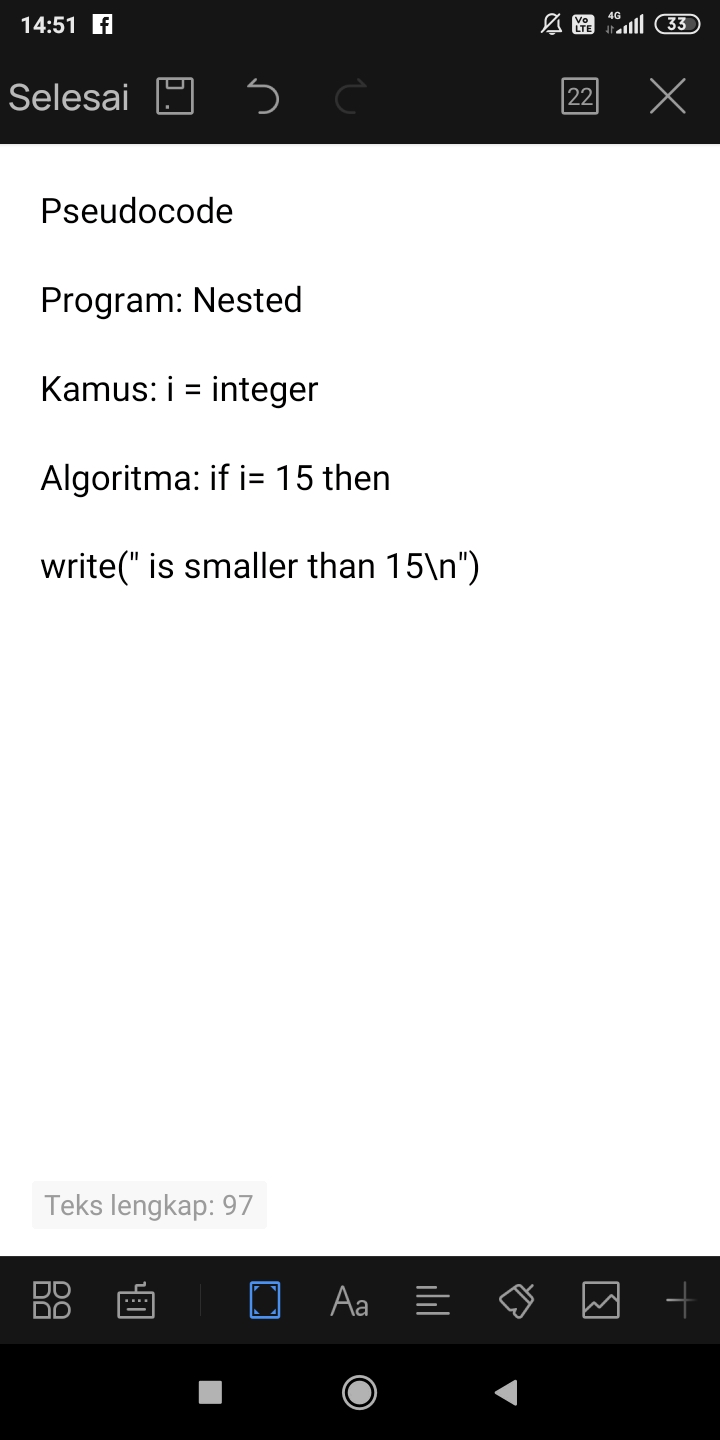 14:51
4G
Vo LTE
33
Selesai
22
Pseudocode
Program: Nested
Kamus: i = integer
Algoritma: if i= 15 then
write(" is smaller than 15\n")
Teks lengkap: 97
Aa